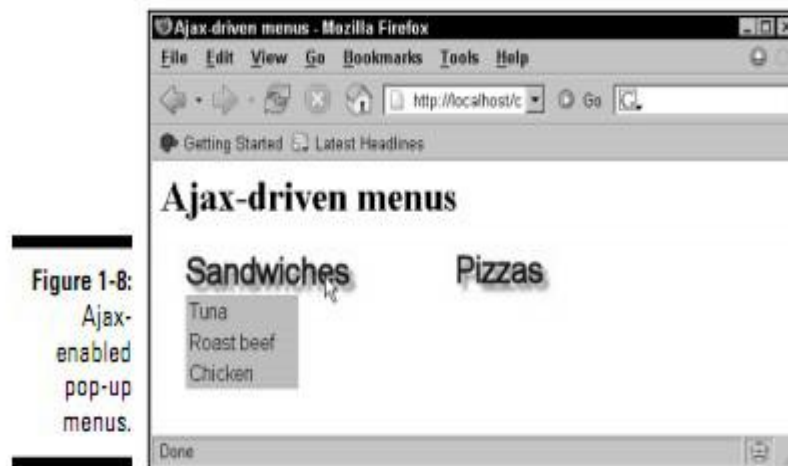 Ajax-driven menus - Mozilla Firefox
File Edit View Go Bookmarks Tools Help
http://localhost/c Go
Getting Started Latest Headlines
Ajax-driven menus
Sandwiches Pizzas
Tuna
Roast beef
Chicken
Done
Figure 1-8:
Ajax-
enabled
pop-up
menus.